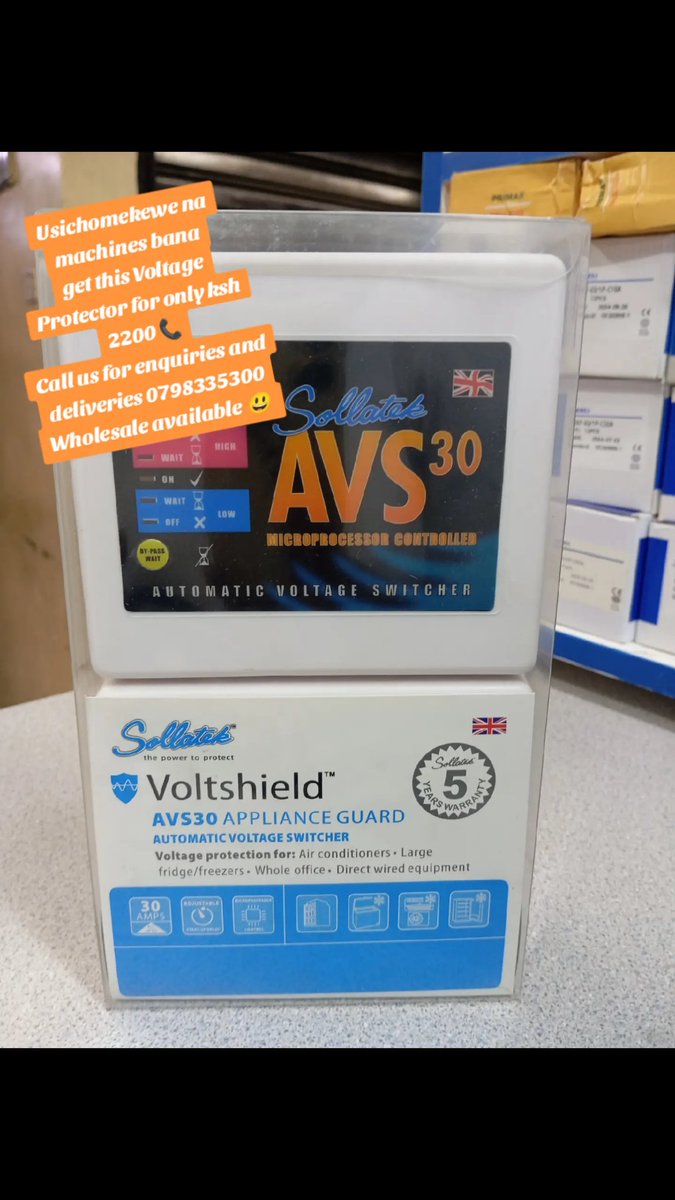 Usichomekewe na
machines bana
get this Voltage
Protector for only ksh
2200📞
Call us for enquiries and
deliveries 0798335300
Wholesale available 😃
PRIMAX
Sollatek
AVS30
MICROPROCESSOR CONTROLLED
HIGH
WAIT
ON
WAIT
OFF
LOW
BY-PASS
WAIT
AUTOMATIC VOLTAGE SWITCHER
Sollatek™
the power to protect
Voltshield™
AVS30 APPLIANCE GUARD
AUTOMATIC VOLTAGE SWITCHER
Voltage protection for: Air conditioners • Large
fridge/freezers • Whole office • Direct wired equipment
Sollatek
5
YEARS WARRANTY
30
AMPS
ADJUSTABLE